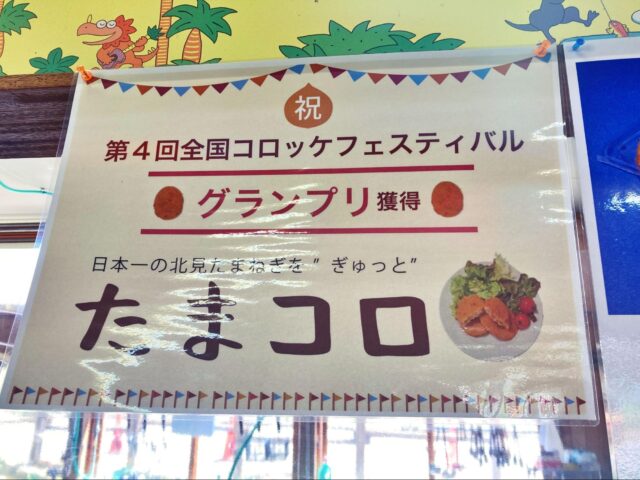 祝
第4回全国コロッケフェスティバル
グランプリ獲得
日本一の北見たまねぎを“ぎゅっと”
たまコロ